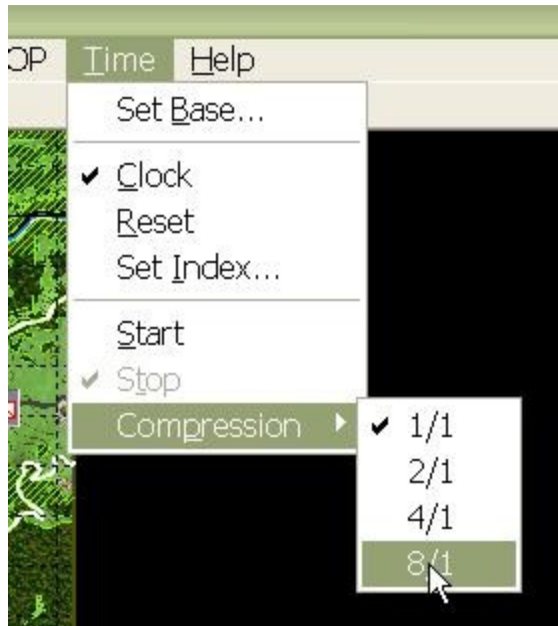 OP Time Help
Set Base...
Clock
Reset
Set Index...
Start
Stop
Compression
1/1
2/1
4/1
8/1